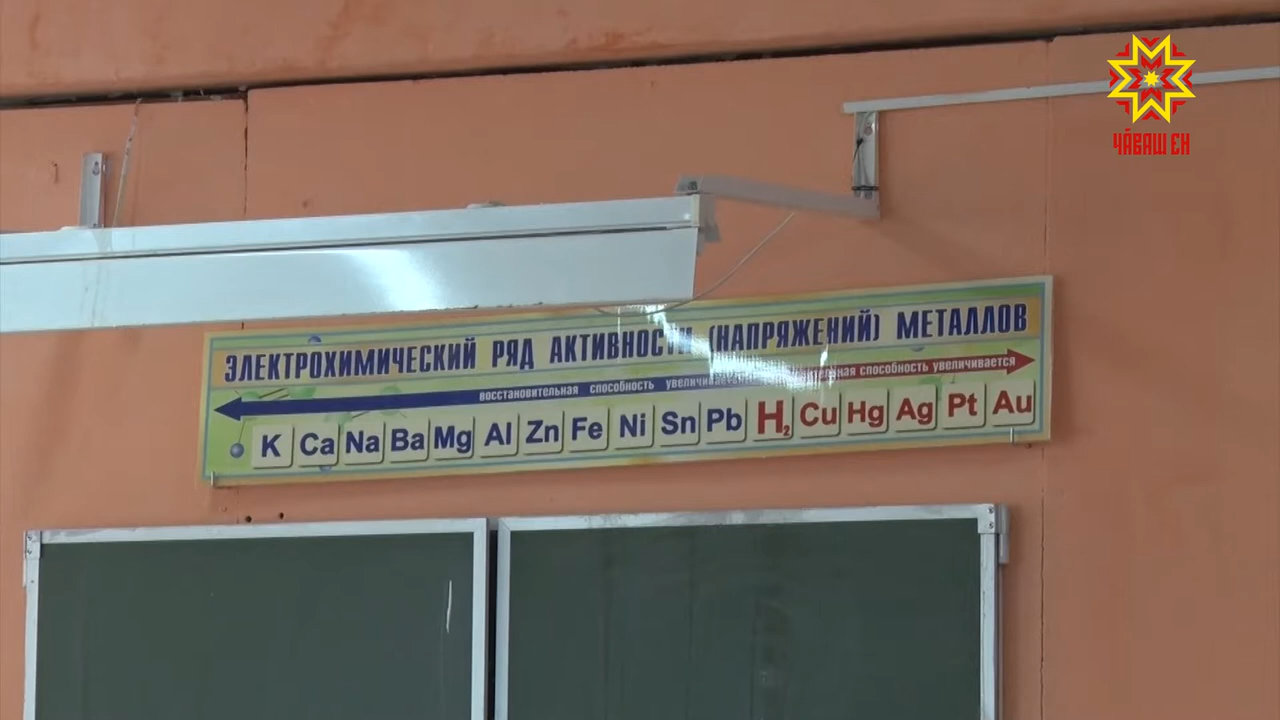 ЧӐВАШ ЕН
ЭЛЕКТРОХИМИЧЕСКИЙ РЯД АКТИВНОСТИ (НАПРЯЖЕНИЙ) МЕТАЛЛОВ
восстановительная способность увеличивается способность увеличивается
K Ca Na Ba Mg Al Zn Fe Ni Sn Pb H₂ Cu Hg Ag Pt Au